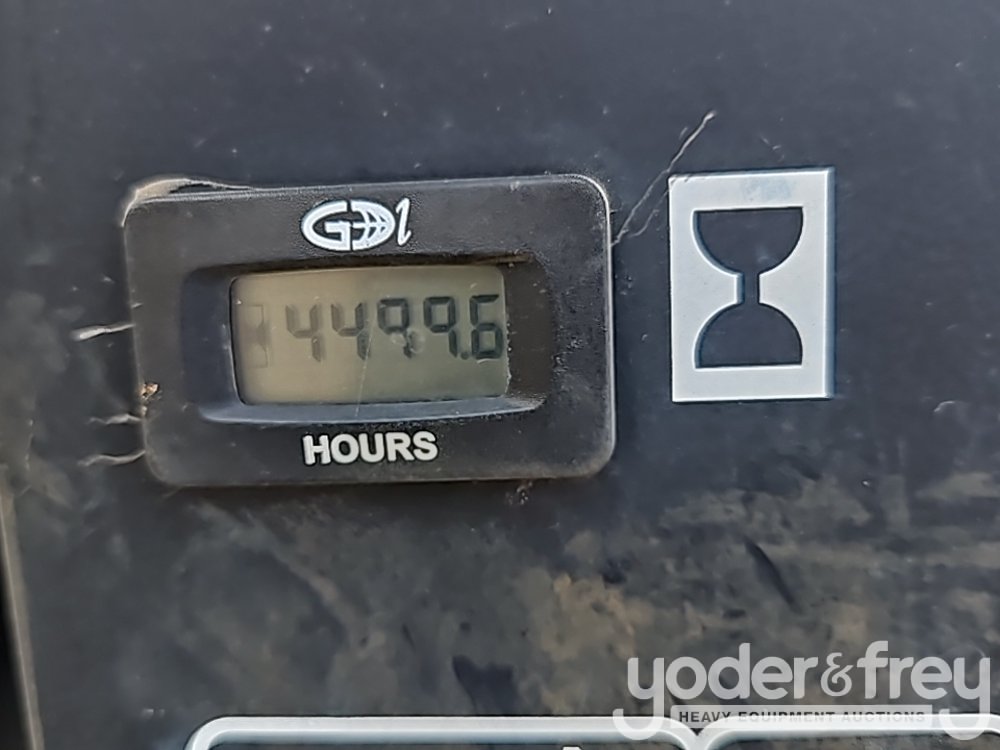 GDI
4499.6
HOURS
yoder&frey
HEAVY EQUIPMENT AUCTIONS